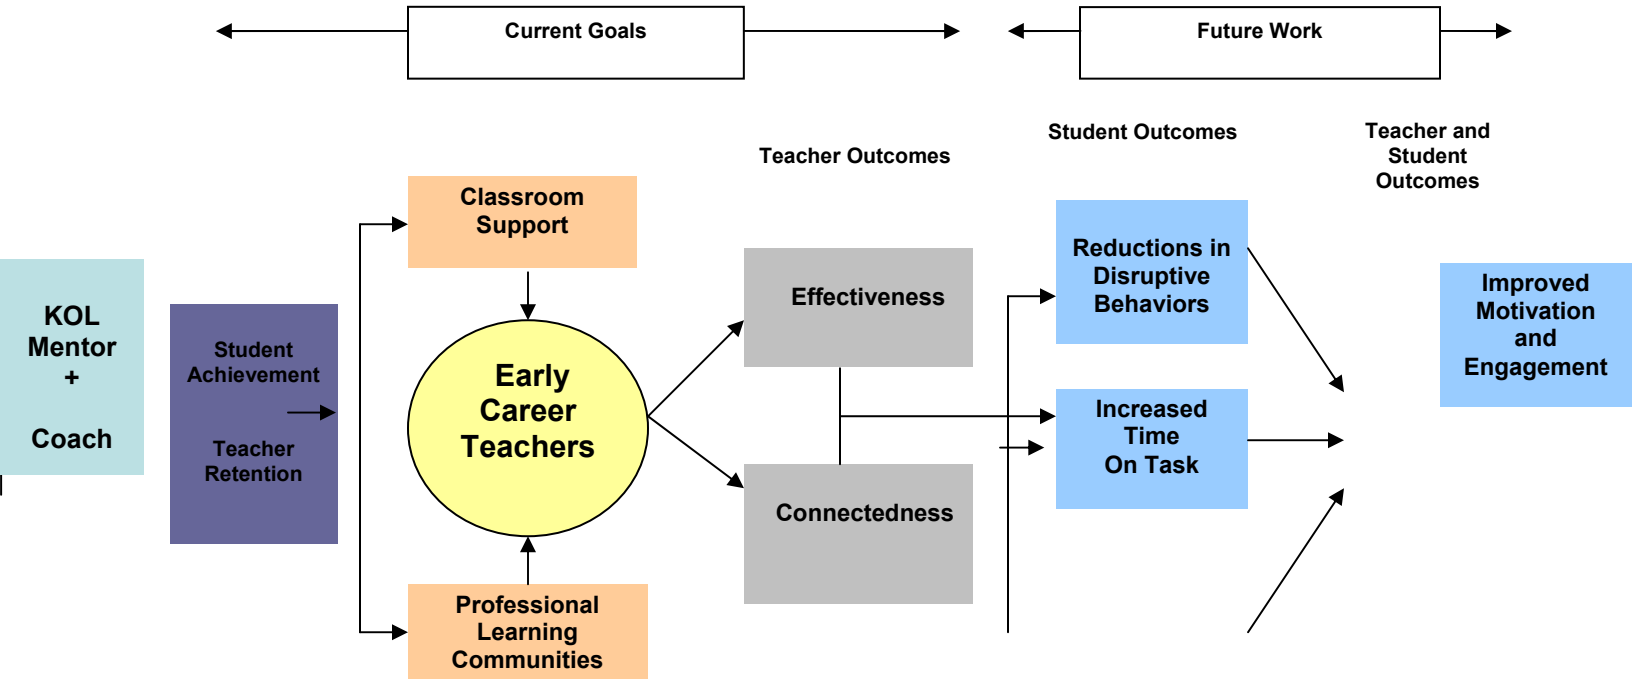 Current Goals
Future Work
Student Outcomes
Teacher and
Student
Outcomes
Teacher Outcomes
Classroom
Support
KOL
Mentor
+
Coach
Student
Achievement
Teacher
Retention
Early
Career
Teachers
Professional
Learning
Communities
Effectiveness
Connectedness
Reductions in
Disruptive
Behaviors
Increased
Time
On Task
Improved
Motivation
and
Engagement